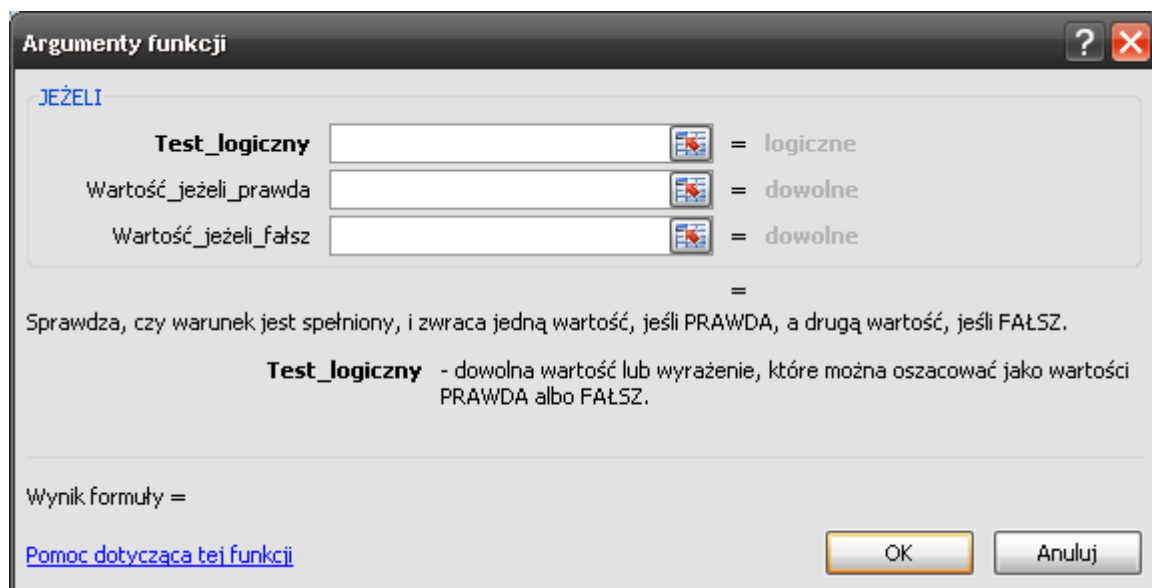 Argumenty funkcji ?
JEŻELI
Test_logiczny = logiczne
Wartość_jeżeli_prawda = dowolne
Wartość_jeżeli_fałsz = dowolne
=
Sprawdza, czy warunek jest spełniony, i zwraca jedną wartość, jeśli PRAWDA, a drugą wartość, jeśli FAŁSZ.
Test_logiczny - dowolna wartość lub wyrażenie, które można oszacować jako wartości
PRAWDA albo FAŁSZ.
Wynik formuły =
Pomoc dotycząca tej funkcji OK Anuluj